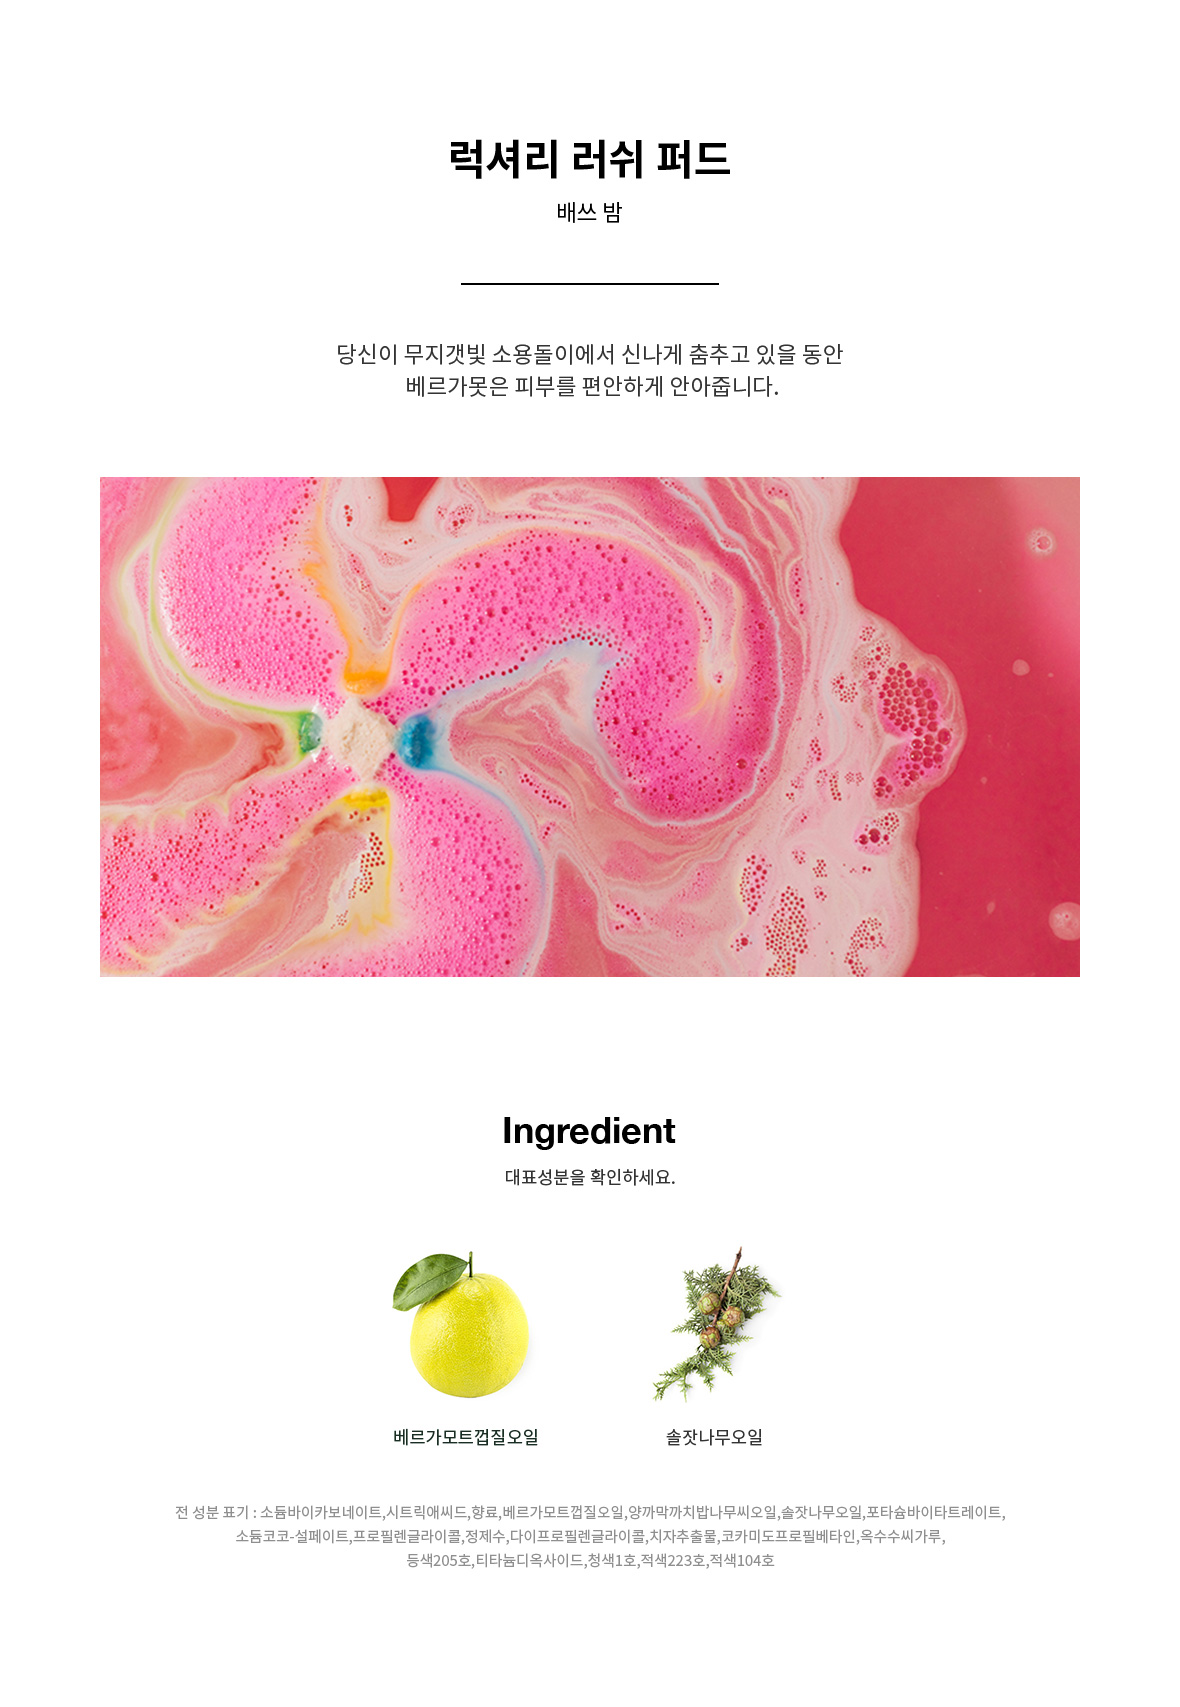 럭셔리 러쉬 퍼드
배쓰 밤
당신이 무지갯빛 소용돌이에서 신나게 춤추고 있을 동안
베르가못은 피부를 편안하게 안아줍니다.
Ingredient
대표성분을 확인하세요.
베르가모트껍질오일 솔잣나무오일
전 성분 표기 : 소듐바이카보네이트,시트릭애씨드,향료,베르가모트껍질오일,양까막까치밥나무씨오일,솔잣나무오일,포타슘바이타트레이트,
소듐코코-설페이트,프로필렌글라이콜,정제수,다이프로필렌글라이콜,치자추출물,코카미도프로필베타인,옥수수씨가루,
등색205호,티타늄디옥사이드,청색1호,적색223호,적색104호